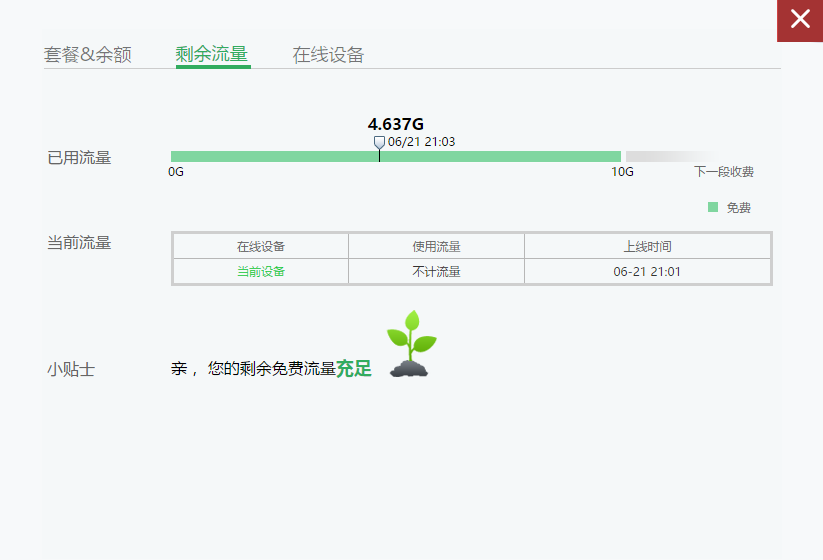 套餐&余额 剩余流量 在线设备
4.637G
06/21 21:03
已用流量
0G 10G 下一段收费
免费
当前流量
在线设备 使用流量 上线时间
当前设备 不计流量 06-21 21:01
小贴士 亲，您的剩余免费流量充足